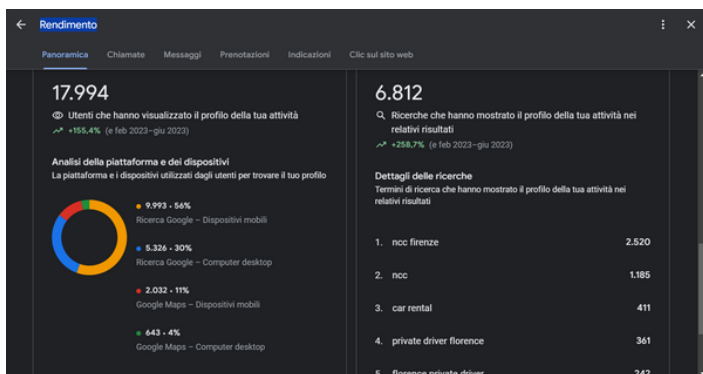 Rendimento
Panoramica Chiamate Messaggi Prenotazioni Indicazioni Clic sul sito web
17.994
Utenti che hanno visualizzato il profilo della tua attività
+155,4% (e feb 2023–giu 2023)
Analisi della piattaforma e dei dispositivi
La piattaforma e i dispositivi utilizzati dagli utenti per trovare il tuo profilo
9.993 • 56%
Ricerca Google – Dispositivi mobili
5.326 • 30%
Ricerca Google – Computer desktop
2.032 • 11%
Google Maps – Dispositivi mobili
643 • 4%
Google Maps – Computer desktop
6.812
Ricerche che hanno mostrato il profilo della tua attività nei
relativi risultati
+258,7% (e feb 2023–giu 2023)
Dettagli delle ricerche
Termini di ricerca che hanno mostrato il profilo della tua attività nei
relativi risultati
1. ncc firenze 2.520
2. ncc 1.185
3. car rental 411
4. private driver florence 361
5. florence private driver 242